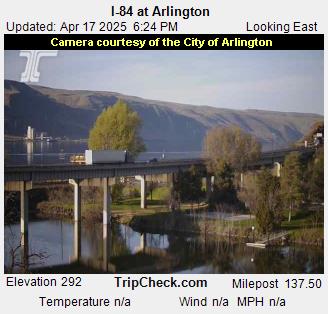 I-84 at Arlington
Updated: Apr 17 2025 6:24 PM Looking East
Camera courtesy of the City of Arlington
Elevation 292 TripCheck.com Milepost 137.50
Temperature n/a Wind n/a MPH n/a